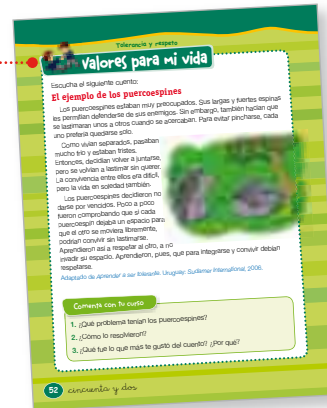 Tolerancia y respeto
Valores para mi vida
Escucha el siguiente cuento:
El ejemplo de los puercoespines
Los puercoespines estaban muy preocupados. Sus largas y fuertes espinas
les permitían defenderse de sus enemigos. Sin embargo, también hacían que
se lastimaran unos a otros cuando se acercaban. Para evitar pincharse, cada
uno prefería quedarse solo.
Como vivían separados, pasaban
mucho frío y estaban tristes.
Entonces, decidían volver a juntarse,
pero se volvían a lastimar sin querer.
La convivencia entre ellos era difícil,
pero la vida en soledad también.
Los puercoespines decidieron no
darse por vencidos. Poco a poco
fueron comprobando que si cada
puercoespín dejaba un espacio para
que el otro se moviera libremente,
podrían convivir sin lastimarse.
Aprendieron así a respetar al otro, a no
invadir su espacio. Aprendieron, pues, que para integrarse y convivir debían
respetarse.
Adaptado de Aprender a ser tolerante. Uruguay: Sudamer International, 2006.
Comenta con tu curso
1. ¿Qué problema tenían los puercoespines?
2. ¿Cómo lo resolvieron?
3. ¿Qué fue lo que más te gustó del cuento? ¿Por qué?
52 cincuenta y dos